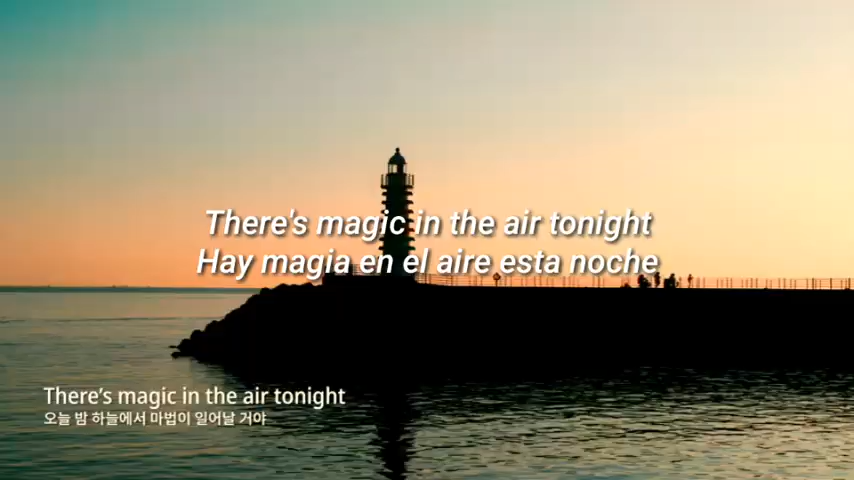 There's magic in the air tonight
Hay magia en el aire esta noche
There's magic in the air tonight
오늘 밤 하늘에서 마법이 일어날 거야